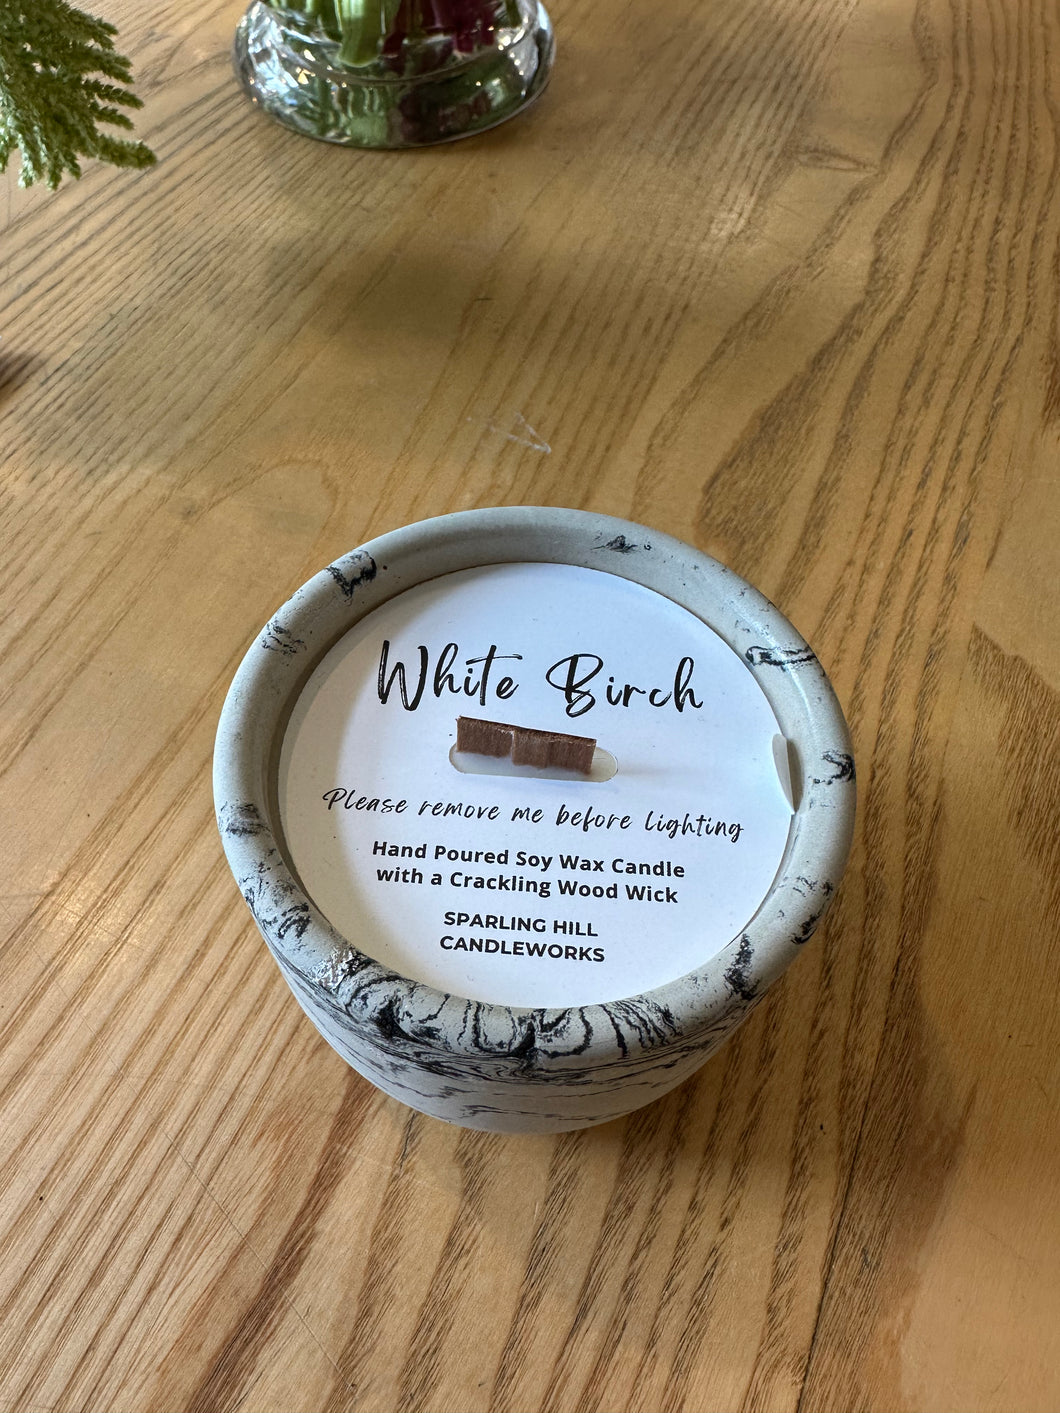 White Birch
Please remove me before lighting
Hand Poured Soy Wax Candle
with a Crackling Wood Wick
SPARLING HILL
CANDLEWORKS